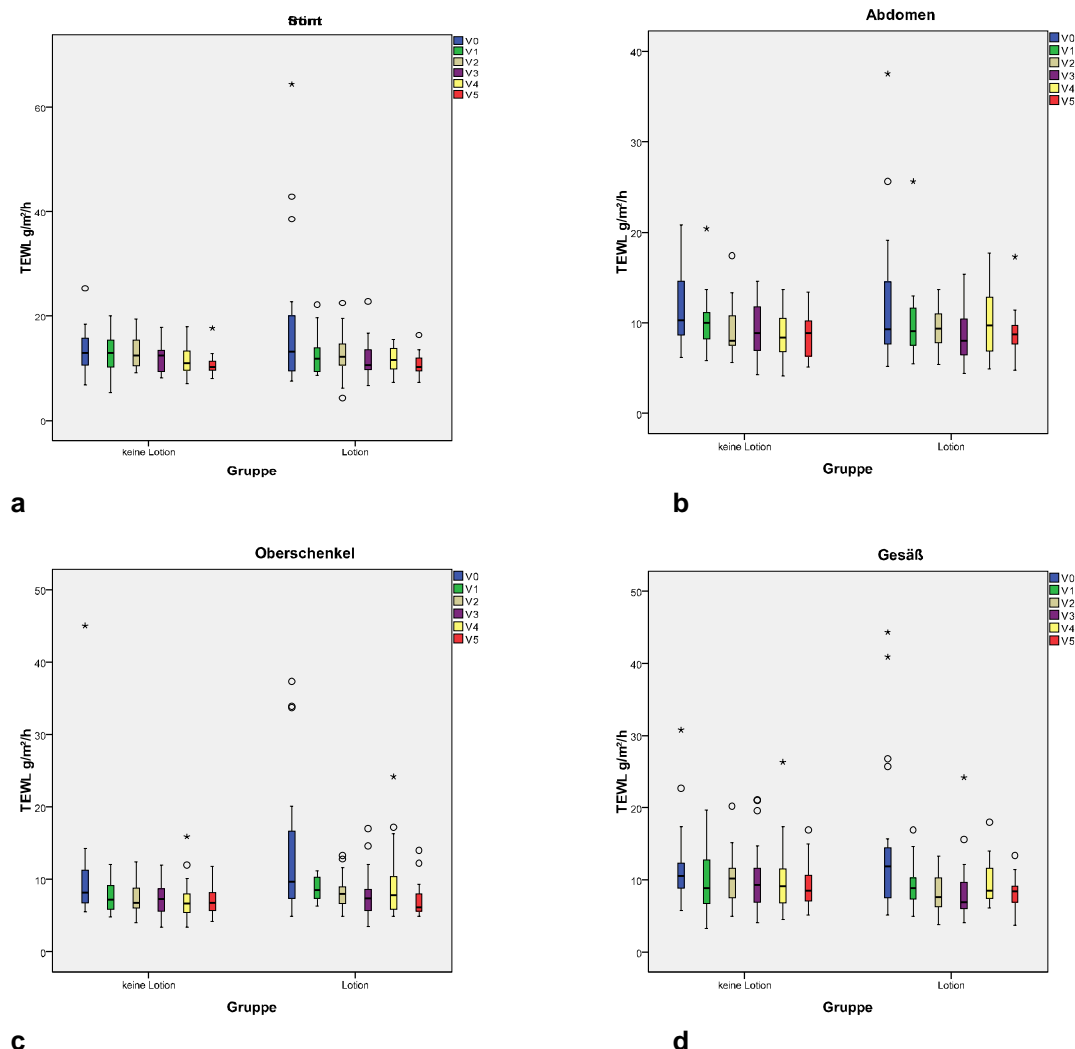 V0
V1
V2
V3
V4
V5
60
40
20
0
TEWL g/m²/h
keine Lotion
Lotion
Gruppe
a
Abdomen
V0
V1
V2
V3
V4
V5
40
30
20
10
0
TEWL g/m²/h
keine Lotion
Lotion
Gruppe
b
Oberschenkel
V0
V1
V2
V3
V4
V5
50
40
30
20
10
0
TEWL g/m²/h
keine Lotion
Lotion
Gruppe
c
Gesäß
V0
V1
V2
V3
V4
V5
50
40
30
20
10
0
TEWL g/m²/h
keine Lotion
Lotion
Gruppe
d